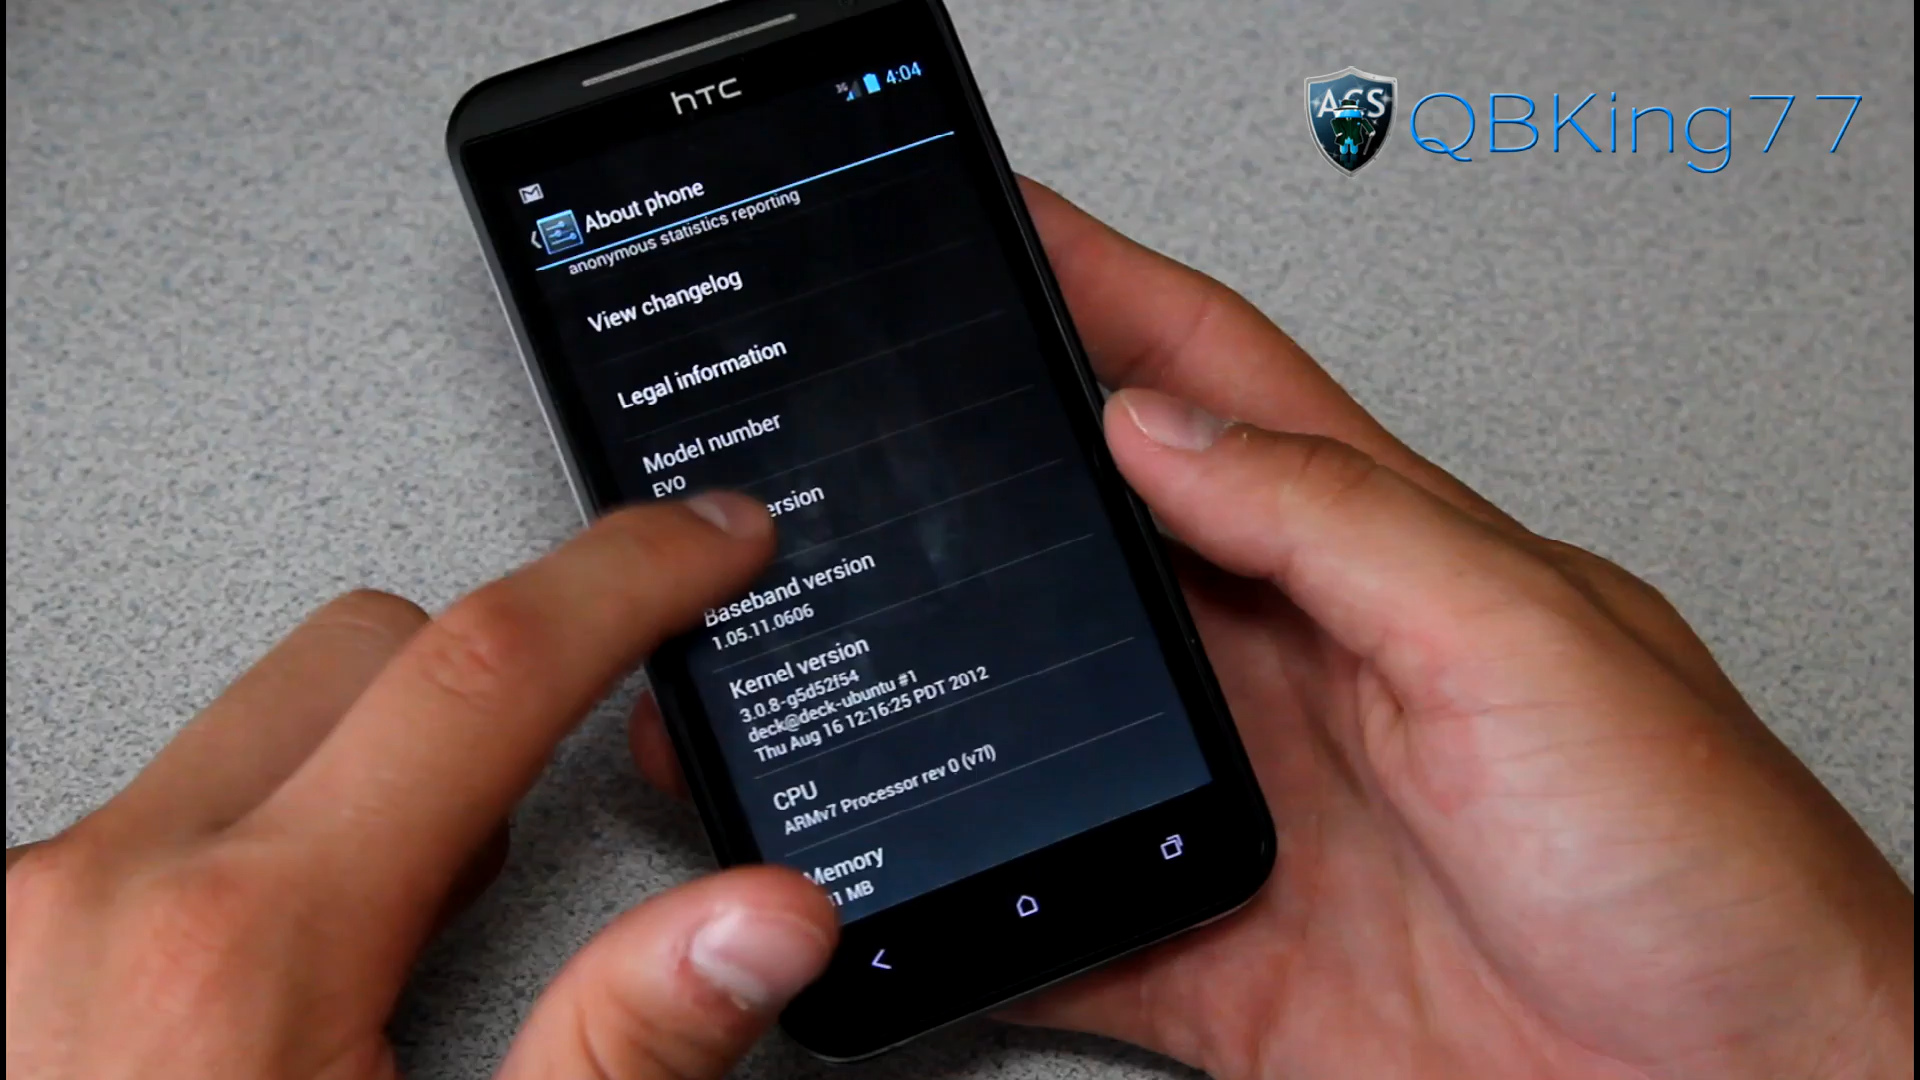 hTC
4:04
ACS
QBKing77
About phone
anonymous statistics reporting
View changelog
Legal information
Model number
EVO
ersion
Baseband version
1.05.11.0606
Kernel version
3.0.8-g5d52f54
deck@deck-ubuntu #1
Thu Aug 16 12:16:25 PDT 2012
CPU
ARMv7 Processor rev 0 (v7l)
Memory
MB